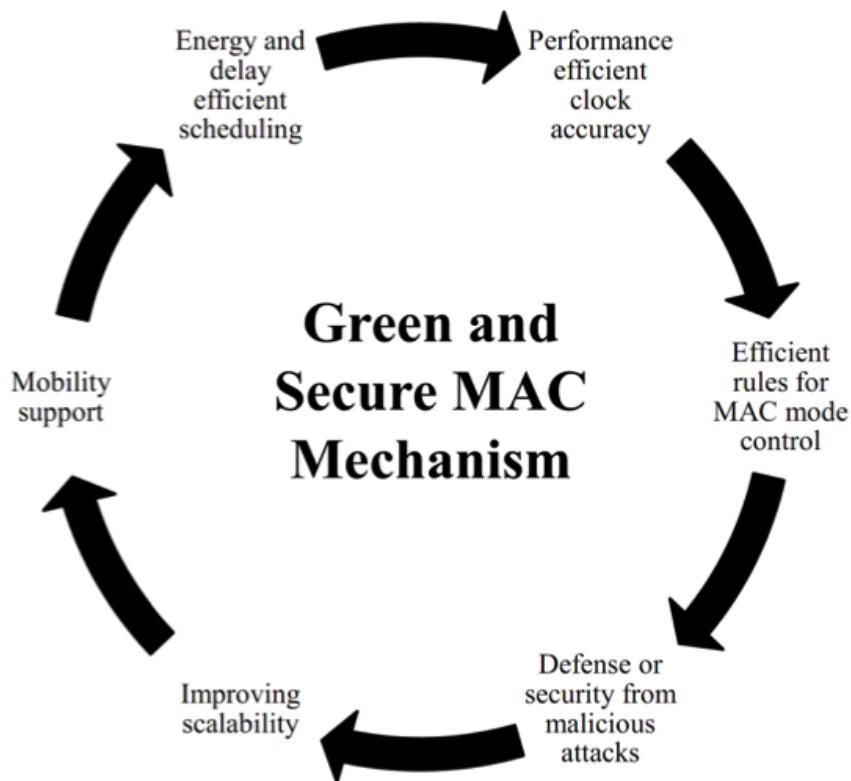 Energy and
delay
efficient
scheduling
Performance
efficient
clock
accuracy
Efficient
rules for
MAC mode
control
Defense or
security from
malicious
attacks
Improving
scalability
Mobility
support
Green and
Secure MAC
Mechanism